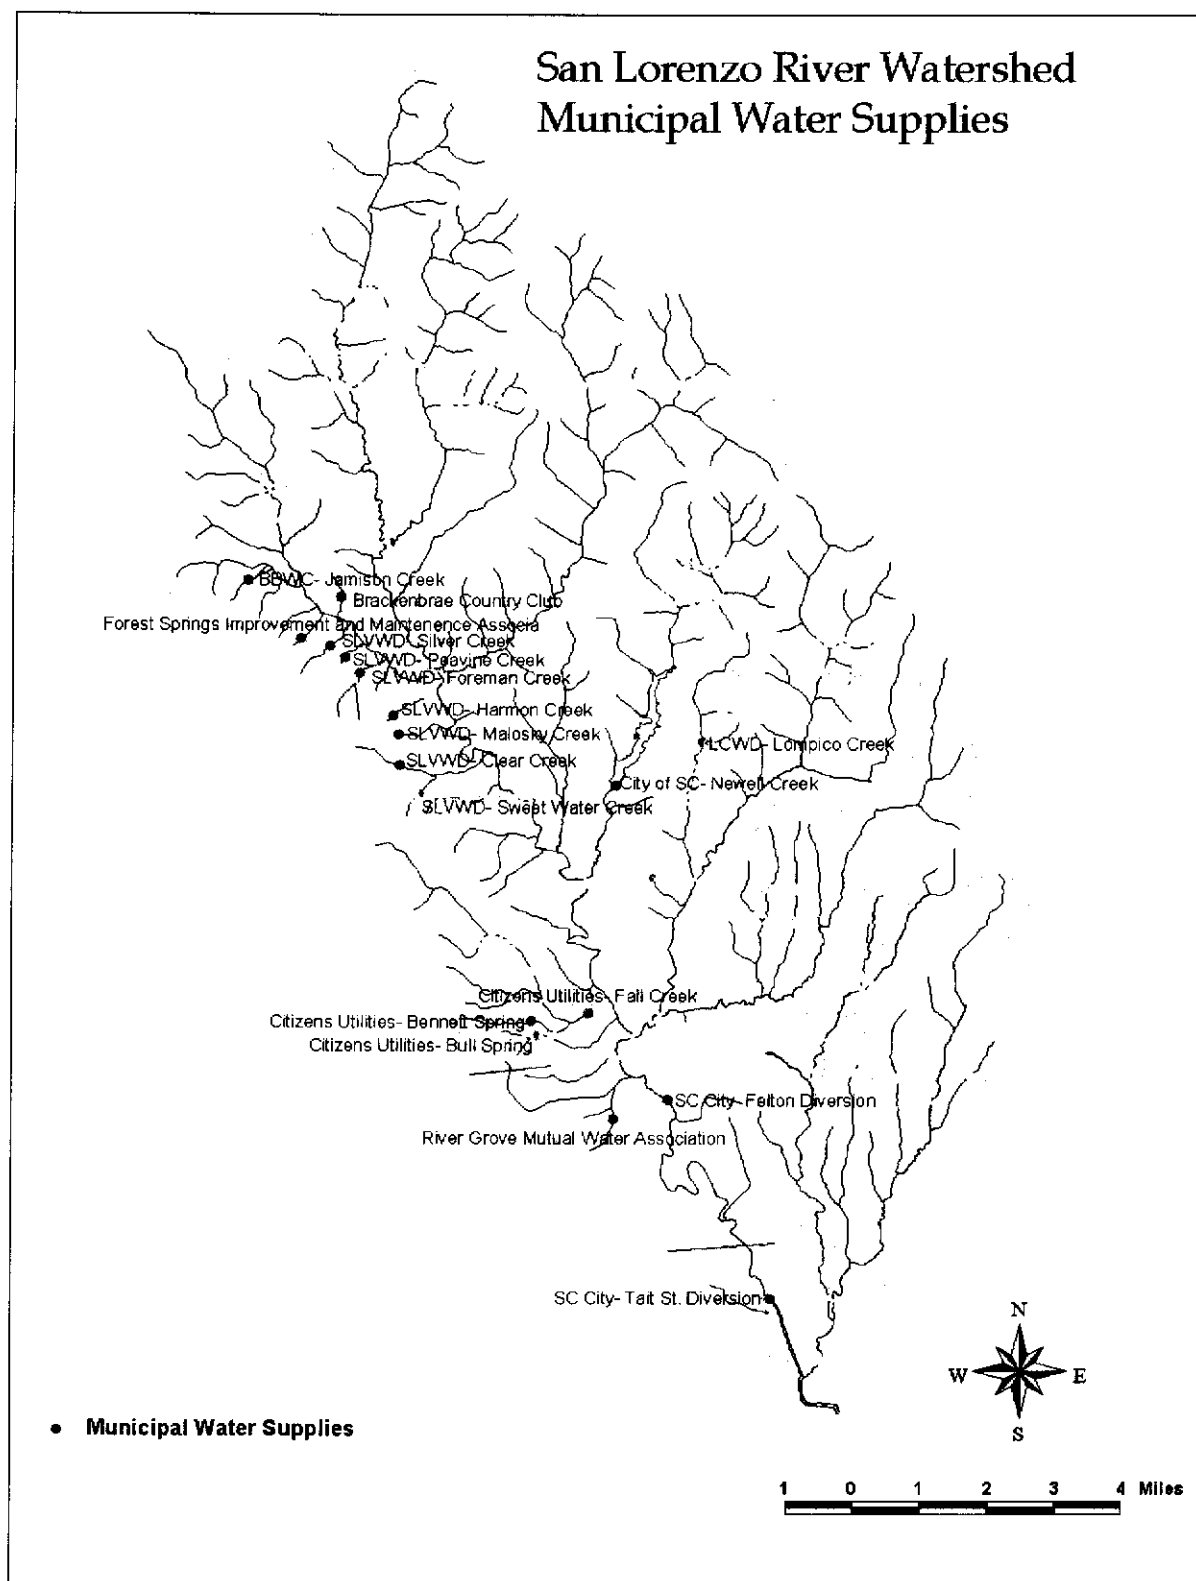 San Lorenzo River Watershed
Municipal Water Supplies
BBWC- Jamison Creek
Brackenbrae Country Club
Forest Springs Improvement and Maintenence Associa
SLVWD- Silver Creek
SLVWD- Peavine Creek
SLVWD- Foreman Creek
SLVWD- Harmon Creek
SLVWD- Malosky Creek
LCWD- Lompico Creek
SLVWD- Clear Creek
City of SC- Newell Creek
SLVWD- Sweet Water Creek
Citizens Utilities- Fall Creek
Citizens Utilities- Bennett Spring
Citizens Utilities- Bull Spring
SC City- Felton Diversion
River Grove Mutual Water Association
SC City- Tait St. Diversion
N
W E
S
Municipal Water Supplies
1 0 1 2 3 4 Miles